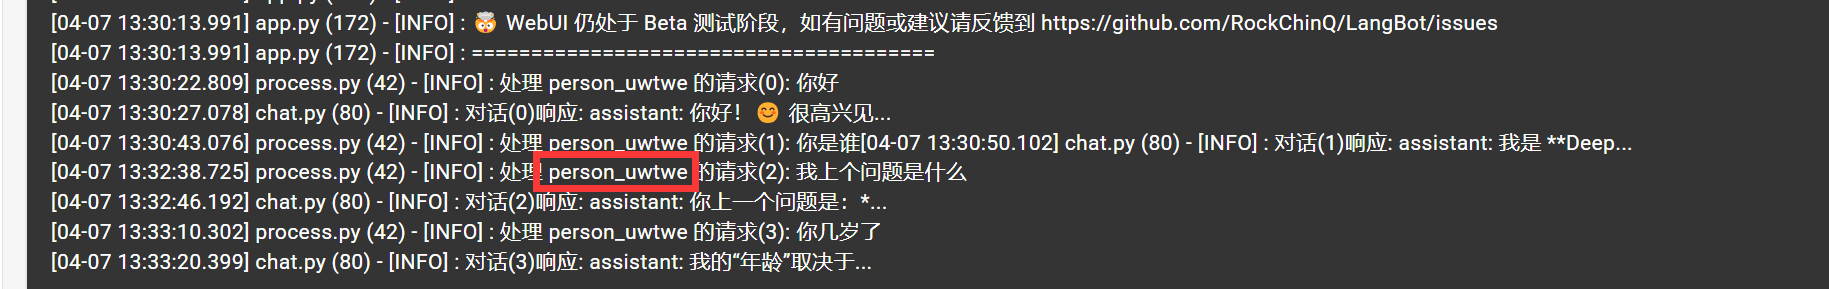 [04-07 13:30:13.991] app.py (172) - [INFO] : 🤯 WebUI 仍处于 Beta 测试阶段，如有问题或建议请反馈到 https://github.com/RockChinQ/LangBot/issues
[04-07 13:30:13.991] app.py (172) - [INFO] : ========================================
[04-07 13:30:22.809] process.py (42) - [INFO] : 处理 person_uwtwe 的请求(0): 你好
[04-07 13:30:27.078] chat.py (80) - [INFO] : 对话(0)响应: assistant: 你好！😊 很高兴见...
[04-07 13:30:43.076] process.py (42) - [INFO] : 处理 person_uwtwe 的请求(1): 你是谁[04-07 13:30:50.102] chat.py (80) - [INFO] : 对话(1)响应: assistant: 我是 **Deep...
[04-07 13:32:38.725] process.py (42) - [INFO] : 处理 person_uwtwe 的请求(2): 我上个问题是什么
[04-07 13:32:46.192] chat.py (80) - [INFO] : 对话(2)响应: assistant: 你上一个问题是：*...
[04-07 13:33:10.302] process.py (42) - [INFO] : 处理 person_uwtwe 的请求(3): 你几岁了
[04-07 13:33:20.399] chat.py (80) - [INFO] : 对话(3)响应: assistant: 我的“年龄”取决于...